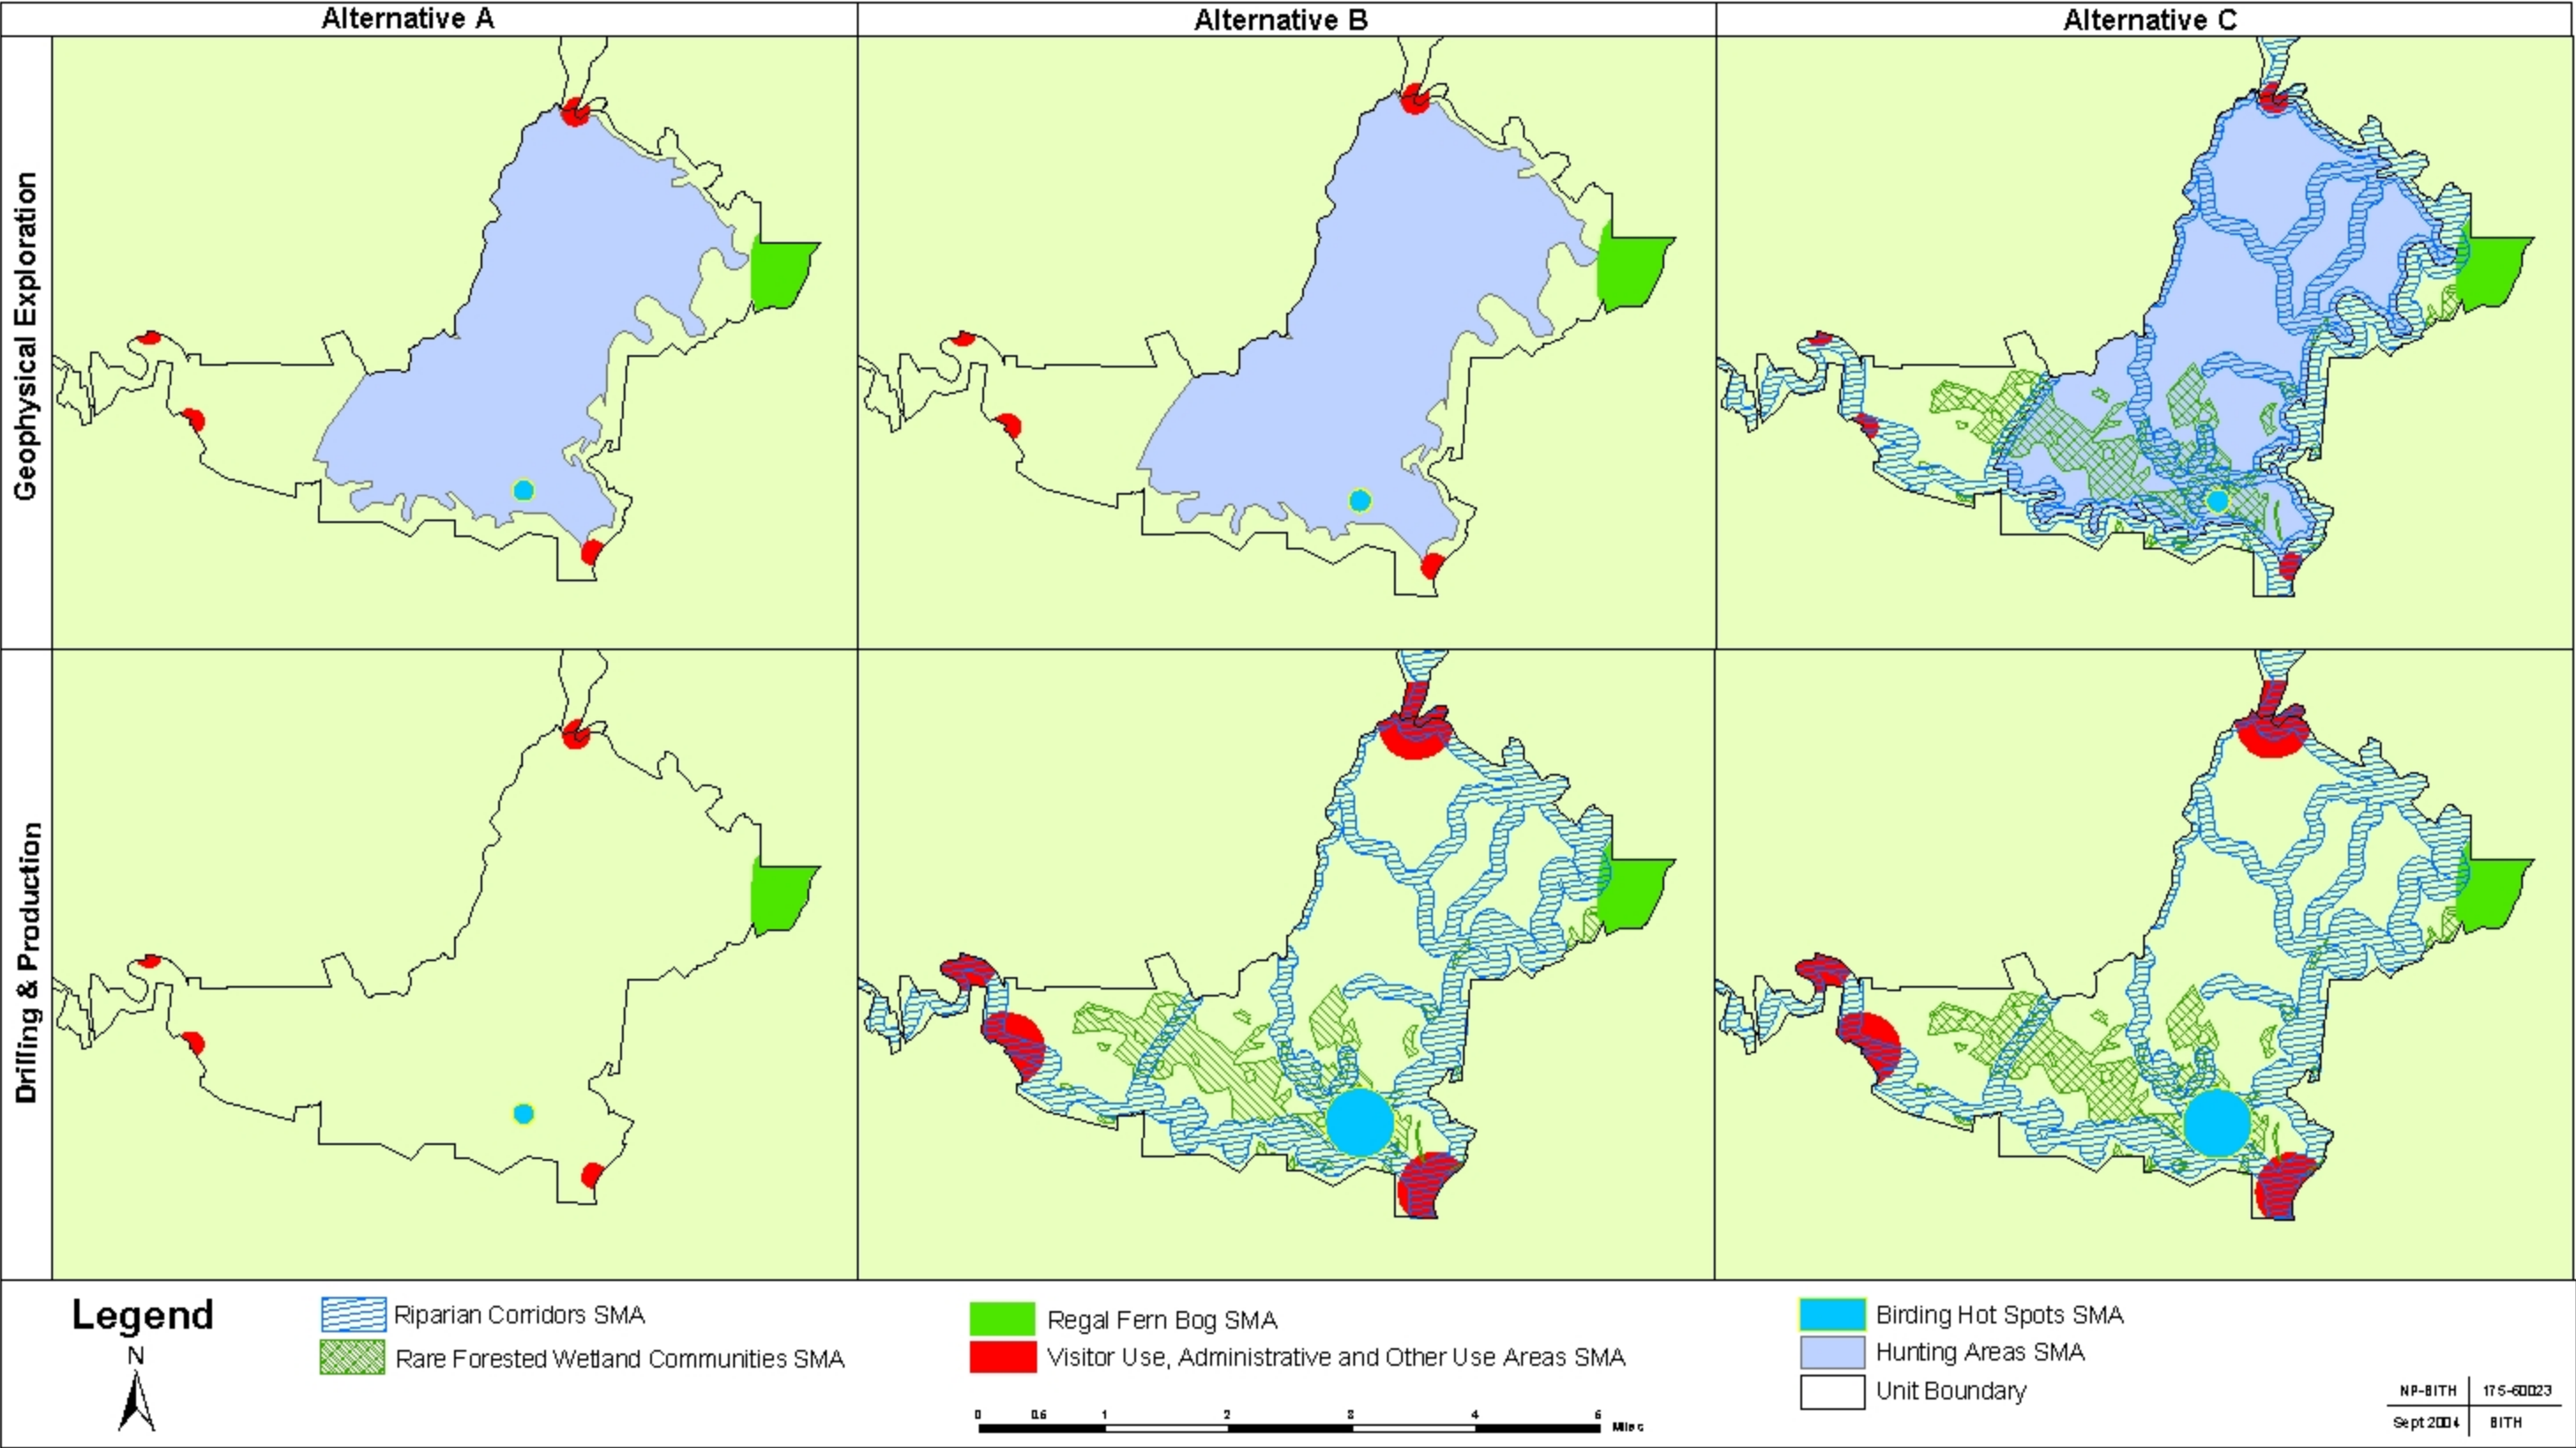 Alternative A
Alternative B
Alternative C
Geophysical Exploration
Drilling & Production
Legend
N
Riparian Corridors SMA
Rare Forested Wetland Communities SMA
Regal Fern Bog SMA
Visitor Use, Administrative and Other Use Areas SMA
0 0.5 1 2 3 4 5 Miles
Birding Hot Spots SMA
Hunting Areas SMA
Unit Boundary
NP-BITH 175-60023
Sept 2004 BITH